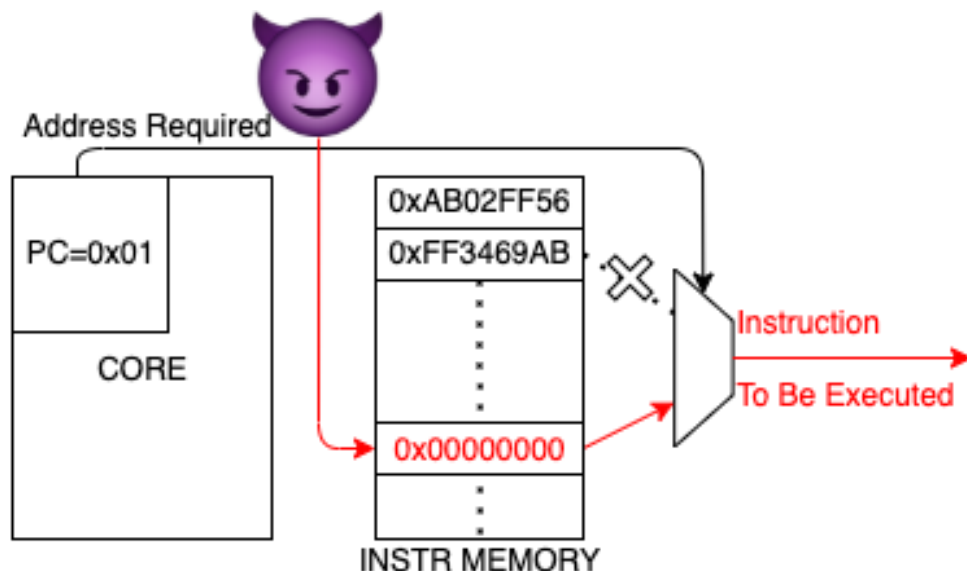 Address Required
PC=0x01
CORE
0xAB02FF56
0xFF3469AB
0x00000000
INSTR MEMORY
Instruction
To Be Executed